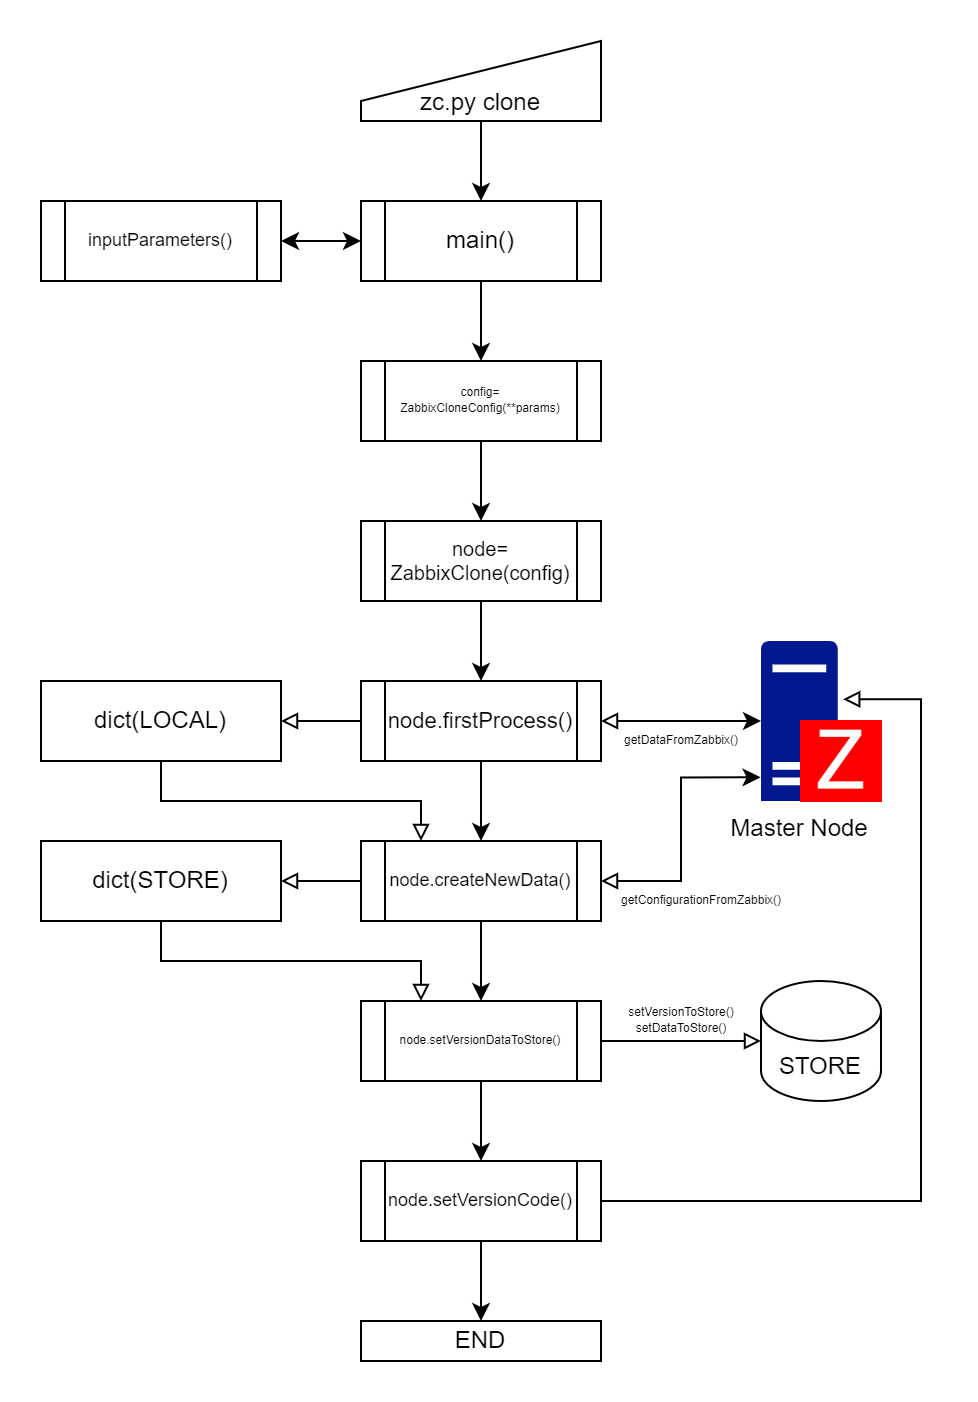 zc.py clone
inputParameters()
main()
config=
ZabbixCloneConfig(**params)
node=
ZabbixClone(config)
dict(LOCAL)
node.firstProcess()
getDataFromZabbix()
Z
Master Node
dict(STORE)
node.createNewData()
getConfigurationFromZabbix()
node.setVersionDataToStore()
setVersionToStore()
setDataToStore()
STORE
node.setVersionCode()
END